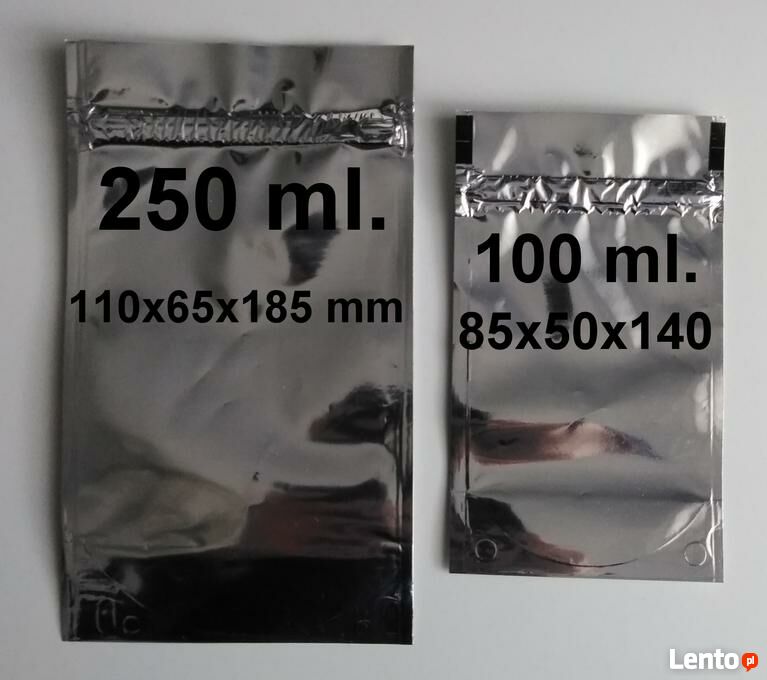 250 ml.
110x65x185 mm
100 ml.
85x50x140
Lento pl